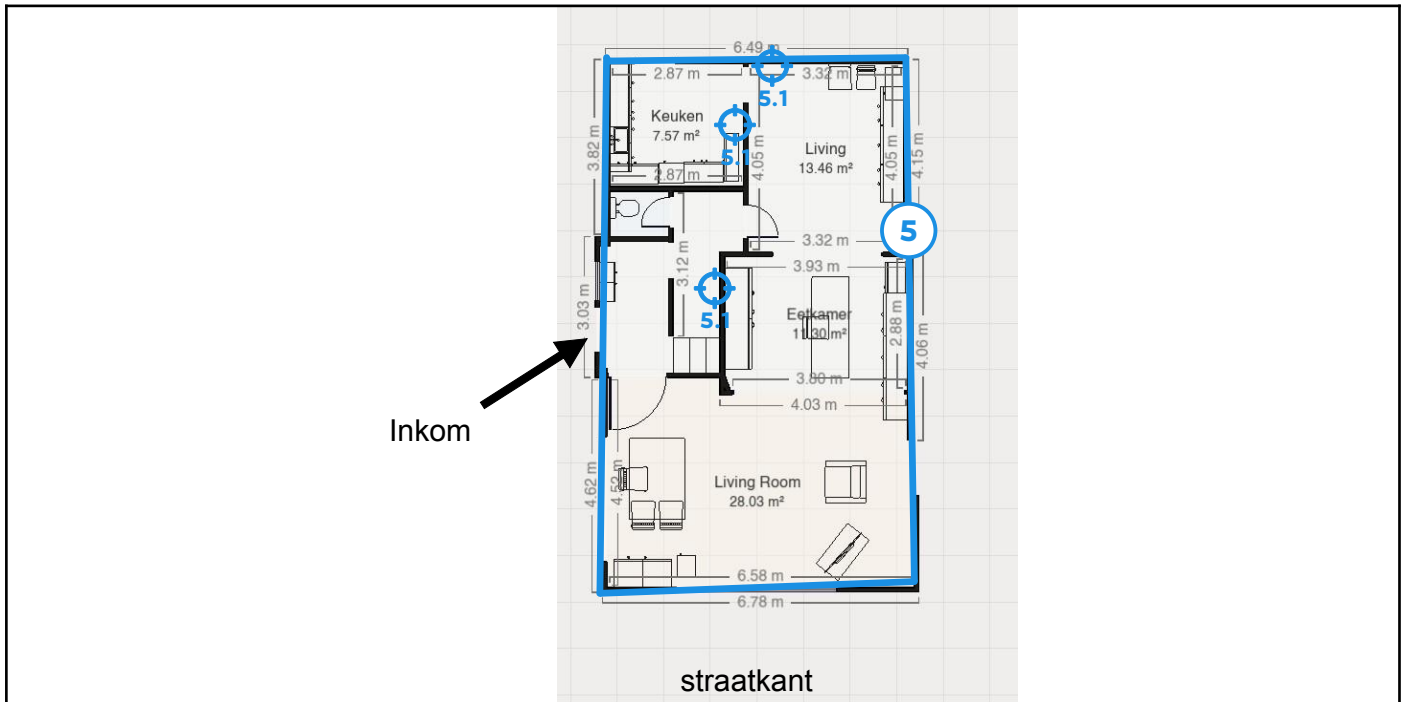 6.49 m
2.87 m
3.32 m
5.1
Keuken
7.57 m²
5.1
Living
13.46 m²
3.82 m
4.05 m
4.05 m
4.15 m
2.87 m
5
3.32 m
3.93 m
3.12 m
5.1
3.03 m
Eetkamer
11.30 m²
2.88 m
4.06 m
3.80 m
4.03 m
Inkom
4.62 m
4.52 m
Living Room
28.03 m²
6.58 m
6.78 m
straatkant